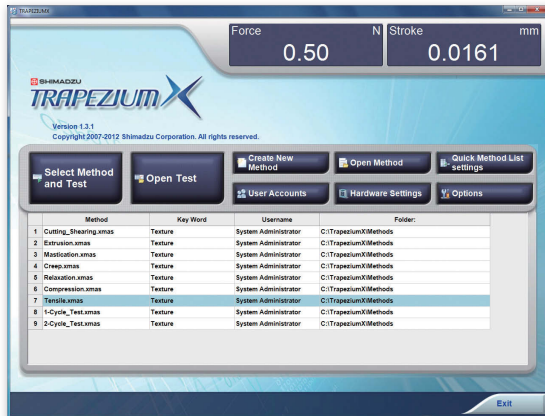 TRAPEZIUMX
Force N
0.50
Stroke mm
0.0161
SHIMADZU
TRAPEZIUM X
Version 1.3.1
Copyright 2007-2012 Shimadzu Corporation. All rights reserved.
Select Method
and Test
Open Test
Create New
Method
Open Method
Quick Method List
settings
User Accounts
Hardware Settings
Options
Method Key Word Username Folder:
1 Cutting_Shearing.xmas Texture System Administrator C:\TrapeziumX\Methods
2 Extrusion.xmas Texture System Administrator C:\TrapeziumX\Methods
3 Mastication.xmas Texture System Administrator C:\TrapeziumX\Methods
4 Creep.xmas Texture System Administrator C:\TrapeziumX\Methods
5 Relaxation.xmas Texture System Administrator C:\TrapeziumX\Methods
6 Compression.xmas Texture System Administrator C:\TrapeziumX\Methods
7 Tensile.xmas Texture System Administrator C:\TrapeziumX\Methods
8 1-Cycle_Test.xmas Texture System Administrator C:\TrapeziumX\Methods
9 2-Cycle_Test.xmas Texture System Administrator C:\TrapeziumX\Methods
Exit